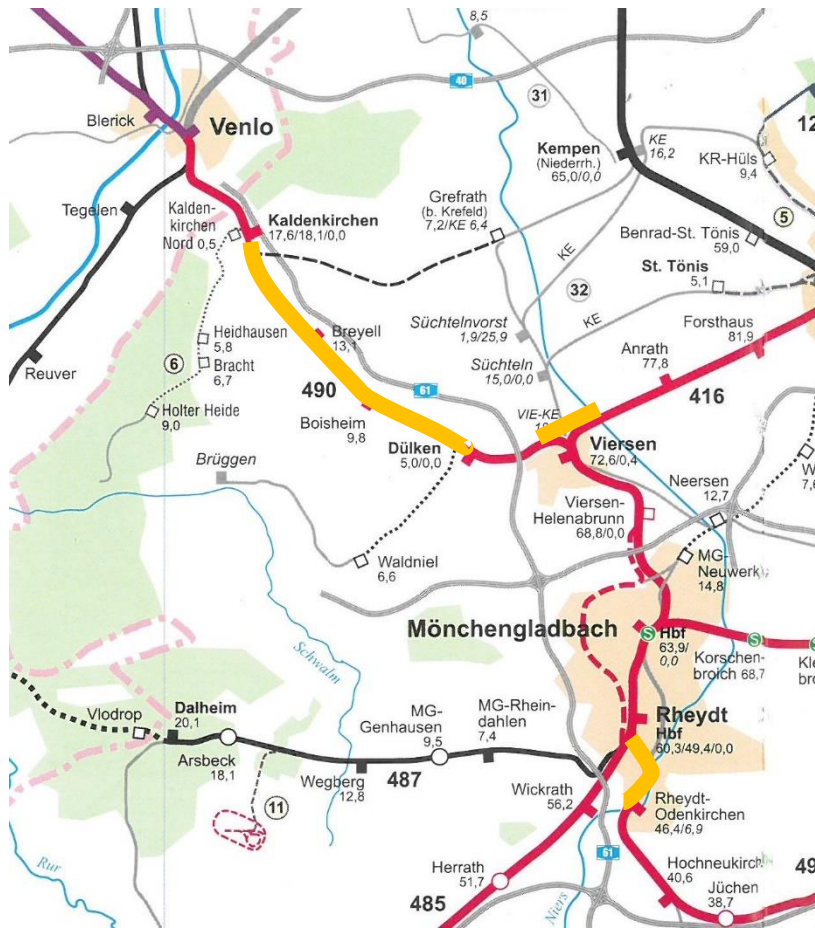 8,5
40
31
12
Blerick
Venlo
Kempen
(Niederrh.)
65,0/0,0
KE
16,2
KR-Hüls
9,4
Tegelen
Kalden-
kirchen
Nord 0,5
Kaldenkirchen
17,6/18,1/0,0
Grefrath
(b. Krefeld)
7,2/KE 6,4
5
Benrad-St. Tönis
59,0
KE
St. Tönis
5,1
32
Heidhausen
5,8
Bracht
6,7
6
Reuver
Holter Heide
9,0
Breyell
13,1
490
Süchtelnvorst
1,9/25,9
KE
Forsthaus
81,9
Süchteln
15,0/0,0
Anrath
77,8
416
61
Boisheim
9,8
VIE-KE
Dülken
5,0/0,0
Viersen
72,6/0,4
Brüggen
Neersen
12,7
7,6
Viersen-
Helenabrunn
68,8/0,0
Waldniel
6,6
MG-
Neuwerk
14,8
Mönchengladbach
S
Hbf
63,9/
0,0
S
Korschen-
broich 68,7
S
Schwalm
Dalheim
20,1
Vlodrop
Arsbeck
18,1
MG-
Genhausen
9,5
MG-Rhein-
dahlen
7,4
Rheydt
Hbf
60,3/49,4/0,0
Wegberg
12,8
487
11
Wickrath
56,2
Rheydt-
Odenkirchen
46,4/6,9
Rur
61
Herrath
51,7
485
Niers
Hochneukirch
40,6
Jüchen
38,7